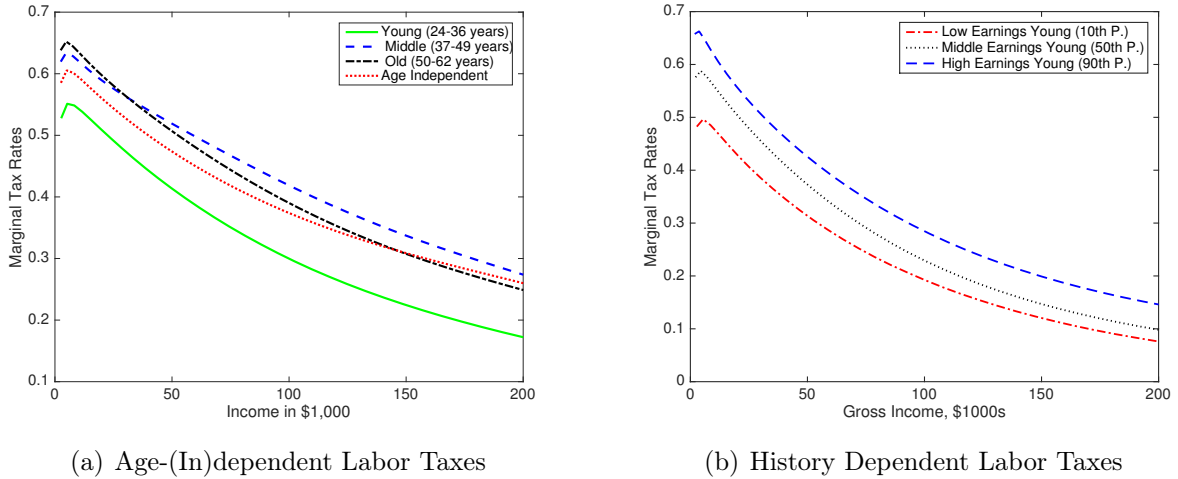 Young (24-36 years)
Middle (37-49 years)
Old (50-62 years)
Age Independent
Marginal Tax Rates
0.7
0.6
0.5
0.4
0.3
0.2
0.1
0 50 100 150 200
Income in $1,000
(a) Age-(In)dependent Labor Taxes
Low Earnings Young (10th P.)
Middle Earnings Young (50th P.)
High Earnings Young (90th P.)
Marginal Tax Rates
0.7
0.6
0.5
0.4
0.3
0.2
0.1
0
0 50 100 150 200
Gross Income, $1000s
(b) History Dependent Labor Taxes